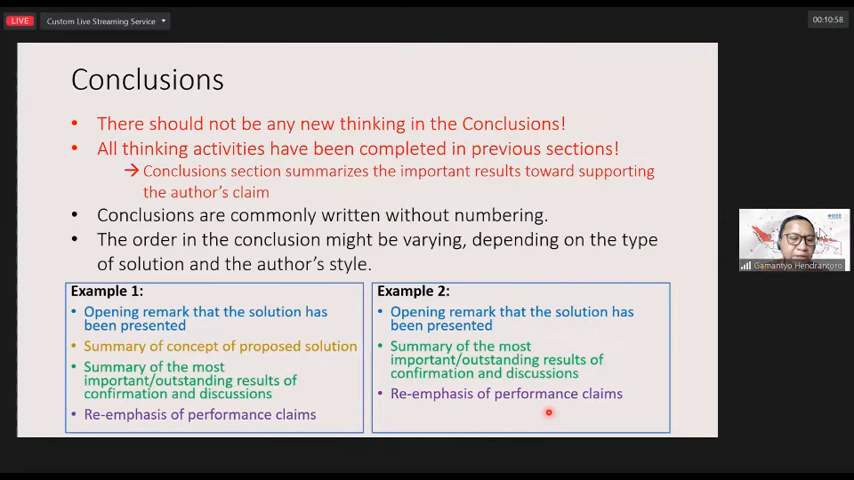 LIVE
Custom Live Streaming Service
00:10:58
Conclusions
• There should not be any new thinking in the Conclusions!
• All thinking activities have been completed in previous sections!
→ Conclusions section summarizes the important results toward supporting
the author's claim
• Conclusions are commonly written without numbering.
• The order in the conclusion might be varying, depending on the type
of solution and the author's style.
Example 1:
• Opening remark that the solution has
been presented
• Summary of concept of proposed solution
• Summary of the most
important/outstanding results of
confirmation and discussions
• Re-emphasis of performance claims
Example 2:
• Opening remark that the solution has
been presented
• Summary of the most
important/outstanding results of
confirmation and discussions
• Re-emphasis of performance claims
IEEE
Gamantyo Hendrantoro